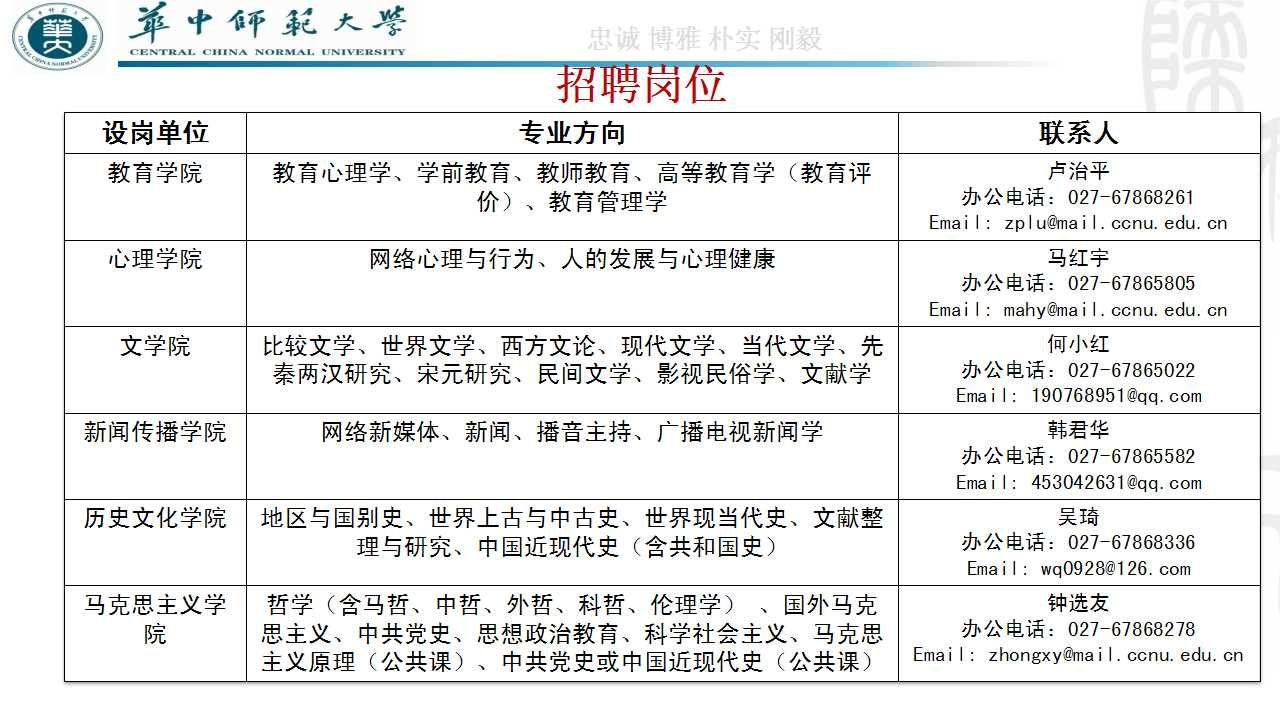 華中師範大學
CENTRAL CHINA NORMAL UNIVERSITY
忠诚 博雅 朴实 刚毅
招聘岗位
设岗单位 专业方向 联系人
教育学院
教育心理学、学前教育、教师教育、高等教育学（教育评
价）、教育管理学
卢治平
办公电话：027-67868261
Email: zplu@mail.ccnu.edu.cn
心理学院
网络心理与行为、人的发展与心理健康
马红宇
办公电话：027-67865805
Email: mahy@mail.ccnu.edu.cn
文学院
比较文学、世界文学、西方文论、现代文学、当代文学、先
秦两汉研究、宋元研究、民间文学、影视民俗学、文献学
何小红
办公电话：027-67865022
Email: 190768951@qq.com
新闻传播学院
网络新媒体、新闻、播音主持、广播电视新闻学
韩君华
办公电话：027-67865582
Email: 453042631@qq.com
历史文化学院
地区与国别史、世界上古与中古史、世界现当代史、文献整
理与研究、中国近现代史（含共和国史）
吴琦
办公电话：027-67868336
Email: wq0928@126.com
马克思主义学
院
哲学（含马哲、中哲、外哲、科哲、伦理学） 、国外马克
思主义、中共党史、思想政治教育、科学社会主义、马克思
主义原理（公共课）、中共党史或中国近现代史（公共课）
钟选友
办公电话：027-67868278
Email: zhongxy@mail.ccnu.edu.cn